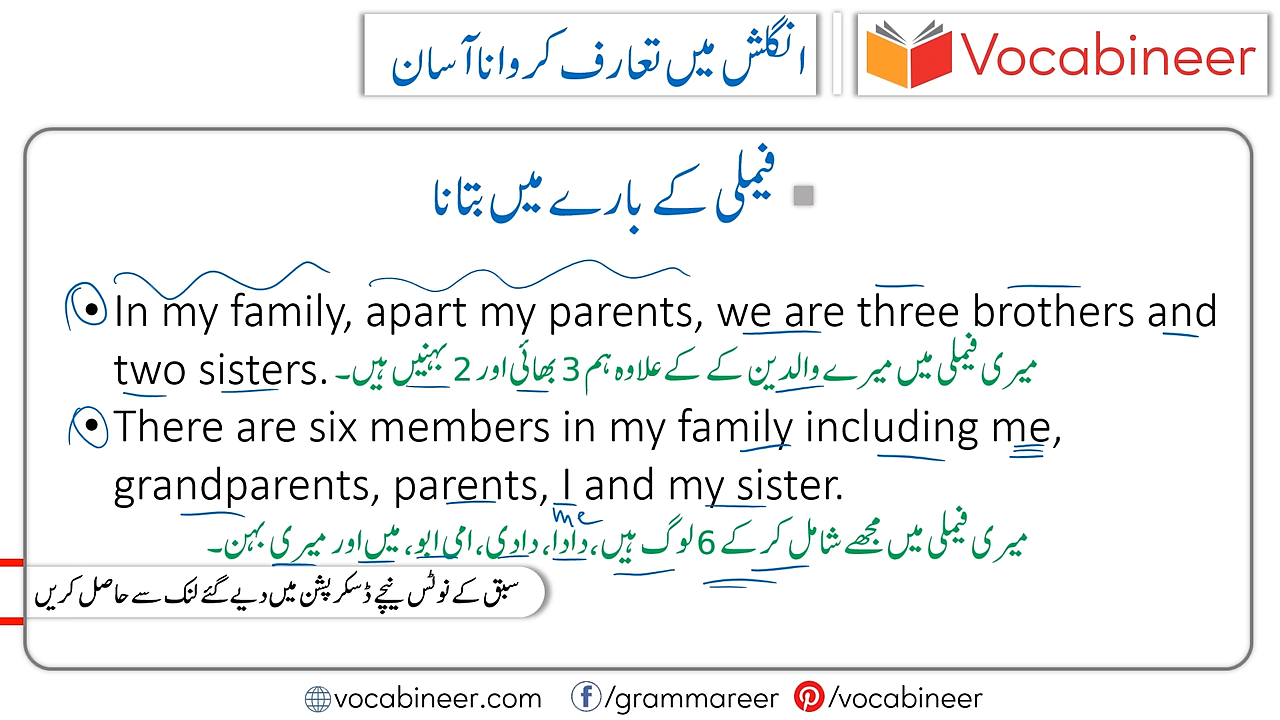 انگلش میں تعارف کروانا آسان
Vocabineer
فیملی کے بارے میں بتانا
• In my family, apart my parents, we are three brothers and
two sisters. میری فیملی میں میرے والدین کے کے علاوہ ہم 3 بھائی اور 2 بہنیں ہیں۔
• There are six members in my family including me,
grandparents, parents, I and my sister.
me
میری فیملی میں مجھے شامل کر کے 6 لوگ ہیں، دادا، دادی، امی ابو، میں اور میری بہن۔
سبق کے نوٹس نیچے ڈسکرپشن میں دیے گئے لنک سے حاصل کریں
vocabineer.com /grammareer /vocabineer